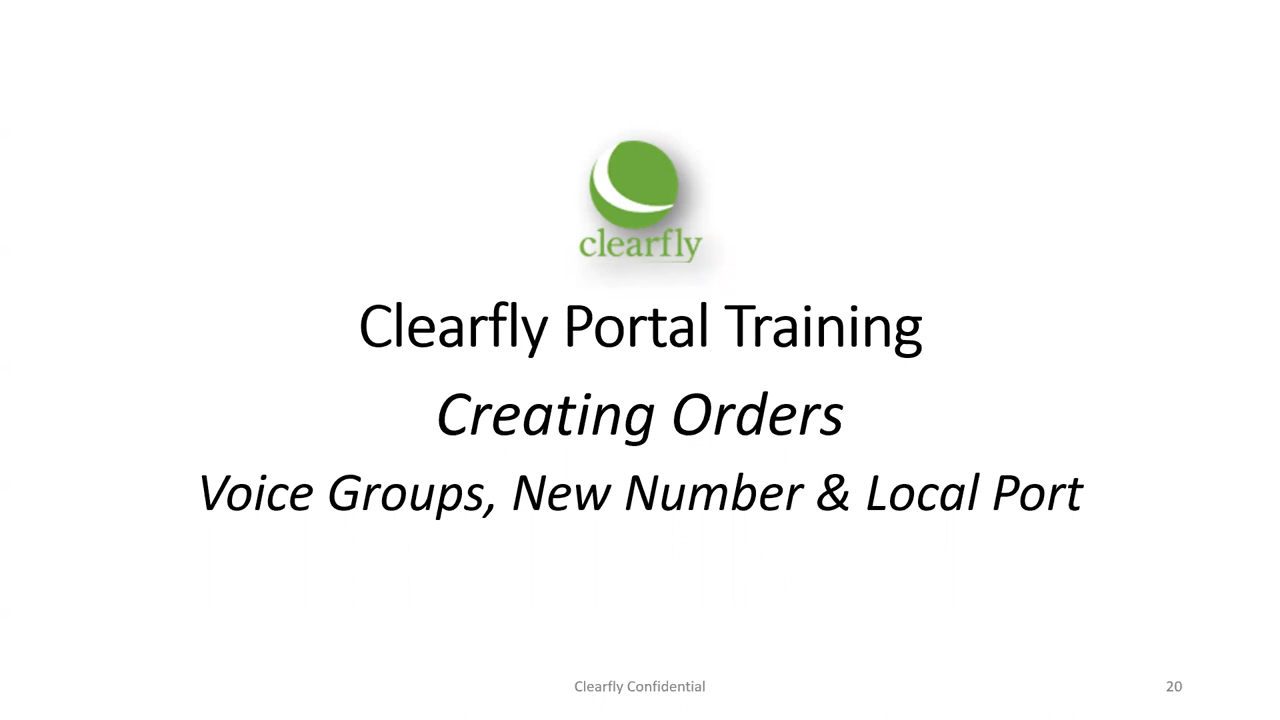 clearfly
Clearfly Portal Training
Creating Orders
Voice Groups, New Number & Local Port
Clearfly Confidential
20